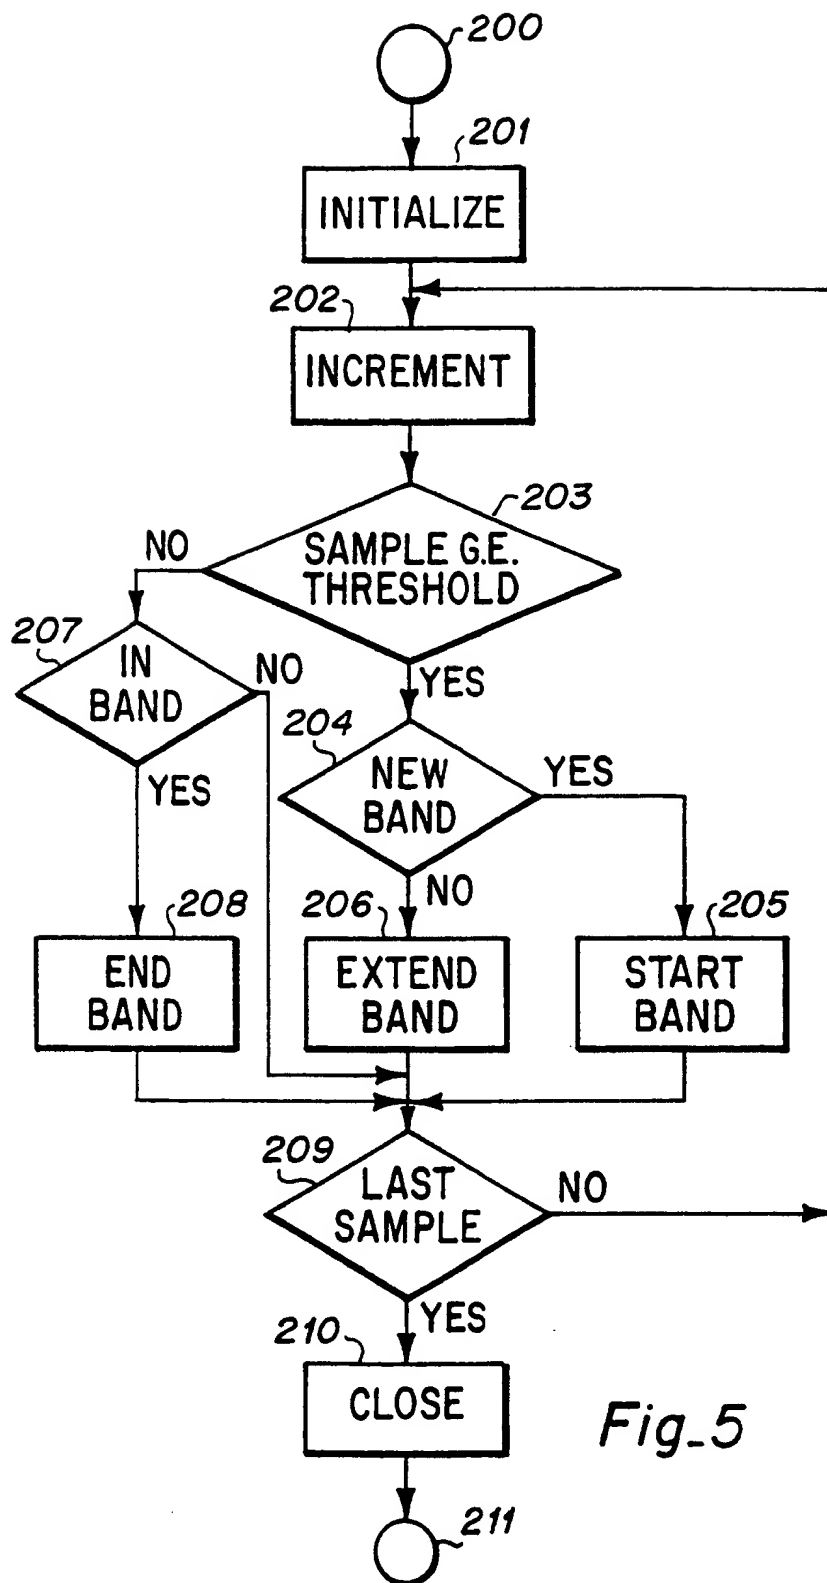 200
201
INITIALIZE
202
INCREMENT
203
SAMPLE G.E.
THRESHOLD
NO
YES
207
IN
BAND
NO
YES
204
NEW
BAND
YES
NO
208
END
BAND
206
EXTEND
BAND
205
START
BAND
209
LAST
SAMPLE
NO
YES
210
CLOSE
Fig_5
211